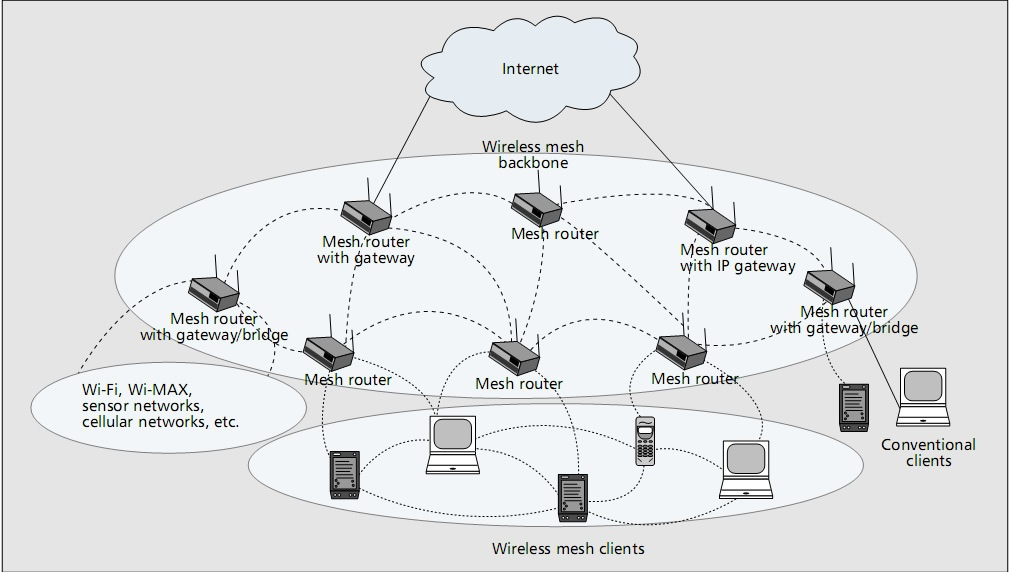 Internet
Wireless mesh
backbone
Mesh router
with gateway
Mesh router
Mesh router
with IP gateway
Mesh router
with gateway/bridge
Mesh router
with gateway/bridge
Mesh router
Mesh router
Mesh router
Wi-Fi, Wi-MAX,
sensor networks,
cellular networks, etc.
Conventional
clients
Wireless mesh clients